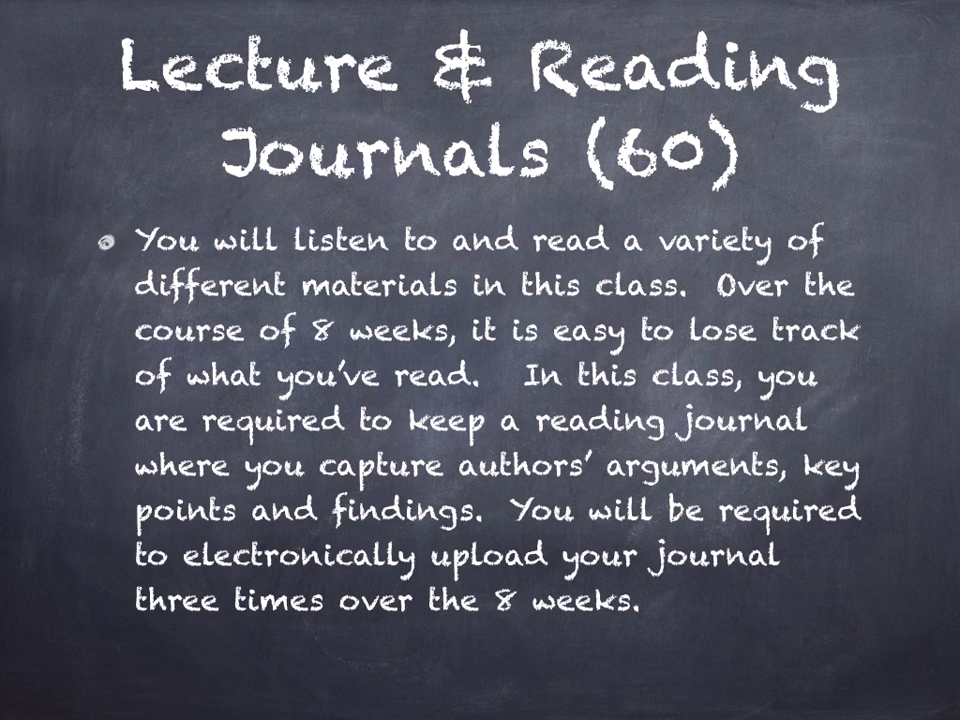 Lecture & Reading
Journals (60)
You will listen to and read a variety of
different materials in this class.  Over the
course of 8 weeks, it is easy to lose track
of what you've read.   In this class, you
are required to keep a reading journal
where you capture authors' arguments, key
points and findings.  You will be required
to electronically upload your journal
three times over the 8 weeks.